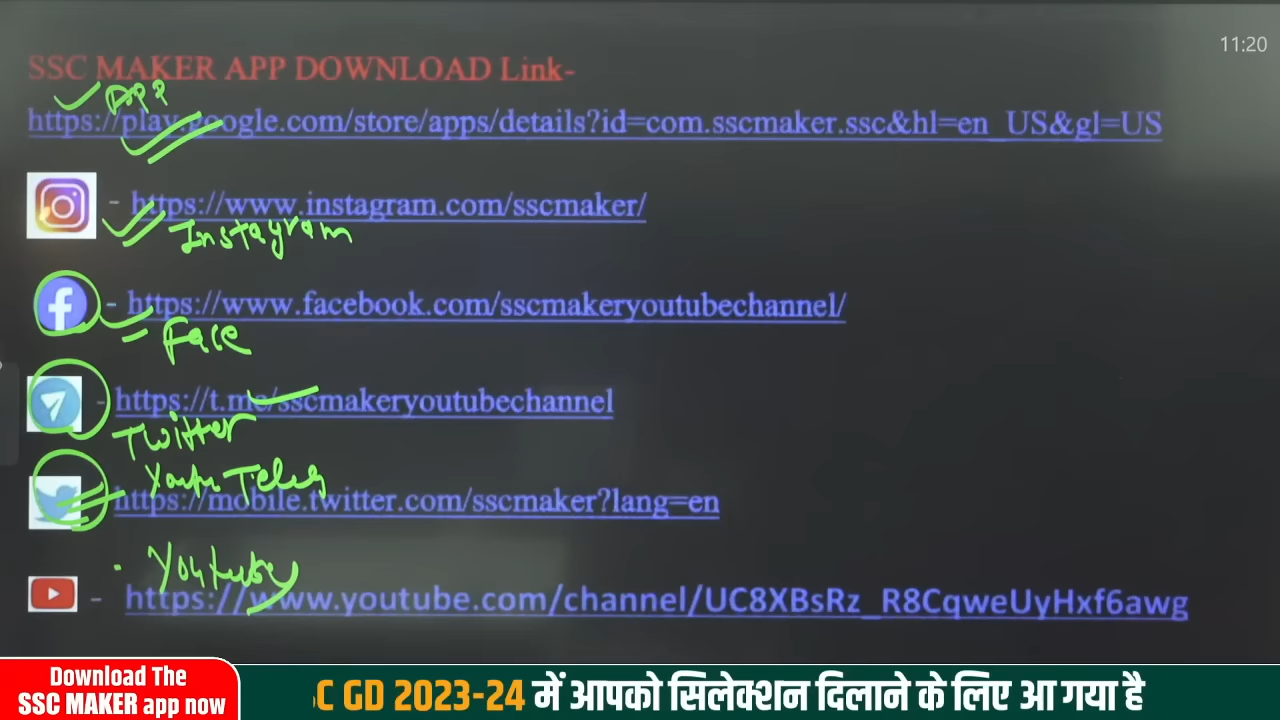 11:20
SSC MAKER APP DOWNLOAD Link-
App
https://play.google.com/store/apps/details?id=com.sscmaker.ssc&hl=en_US&gl=US
- https://www.instagram.com/sscmaker/
Instagram
- https://www.facebook.com/sscmakeryoutubechannel/
Face
- https://t.me/sscmakeryoutubechannel
Twitter
Youtu Teleg
https://mobile.twitter.com/sscmaker?lang=en
Youtube
- https://www.youtube.com/channel/UC8XBsRz_R8CqweUyHxf6awg
Download The
SSC MAKER app now
C GD 2023-24 में आपको सिलेक्शन दिलाने के लिए आ गया है